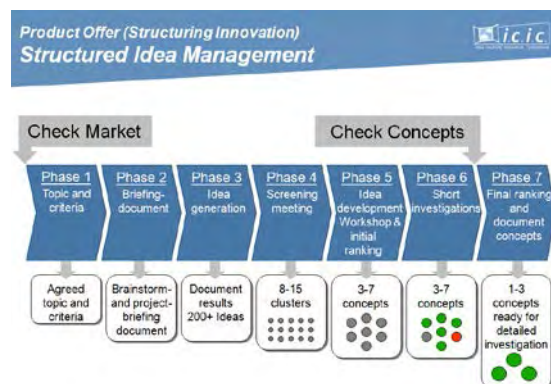 Product Offer (Structuring Innovation)
Structured Idea Management
i.c.i.c
Check Market
Check Concepts
Phase 1
Topic and
criteria
Phase 2
Briefing-
document
Phase 3
Idea
generation
Phase 4
Screening
meeting
Phase 5
Idea
development
Workshop &
initial
ranking
Phase 6
Short
investigations
Phase 7
Final ranking
and
document
concepts
Agreed
topic and
criteria
Brainstorm-
and project-
briefing
document
Document
results
200+ Ideas
8-15
clusters
3-7
concepts
3-7
concepts
1-3
concepts
ready for
detailed
investigation